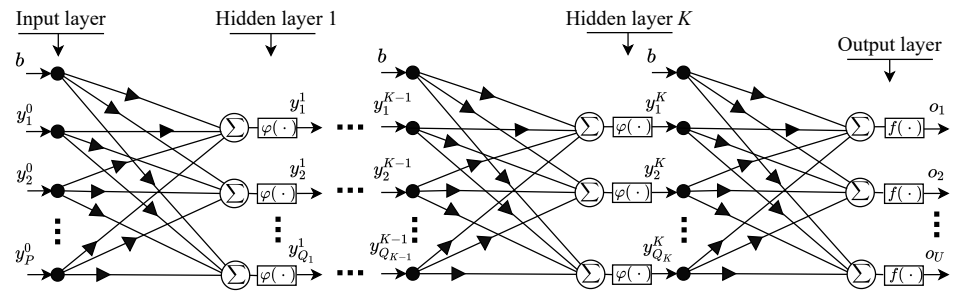 Input layer Hidden layer 1 Hidden layer K
Output layer
b b b
y_1^0 y_1^1 y_1^{K-1} y_1^K o_1
∑ φ(·) ∑ φ(·) ∑ f(·)
y_2^0 y_2^1 y_2^{K-1} y_2^K o_2
∑ φ(·) ∑ φ(·) ∑ f(·)
y_P^0 y_{Q_1}^1 y_{Q_{K-1}}^{K-1} y_{Q_K}^K o_U
∑ φ(·) ∑ φ(·) ∑ f(·)